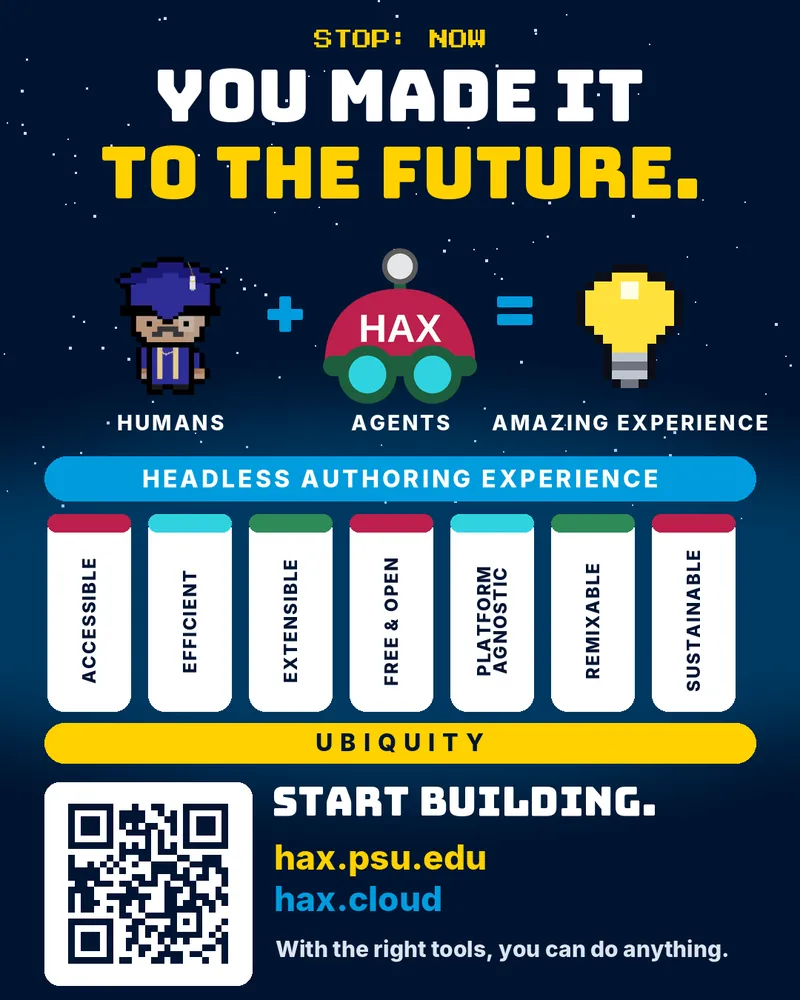 STOP: NOW
YOU MADE IT
TO THE FUTURE.
HAX
HUMANS
AGENTS
AMAZING EXPERIENCE
HEADLESS AUTHORING EXPERIENCE
ACCESSIBLE
EFFICIENT
EXTENSIBLE
FREE & OPEN
PLATFORM
AGNOSTIC
REMIXABLE
SUSTAINABLE
UBIQUITY
START BUILDING.
hax.psu.edu
hax.cloud
With the right tools, you can do anything.